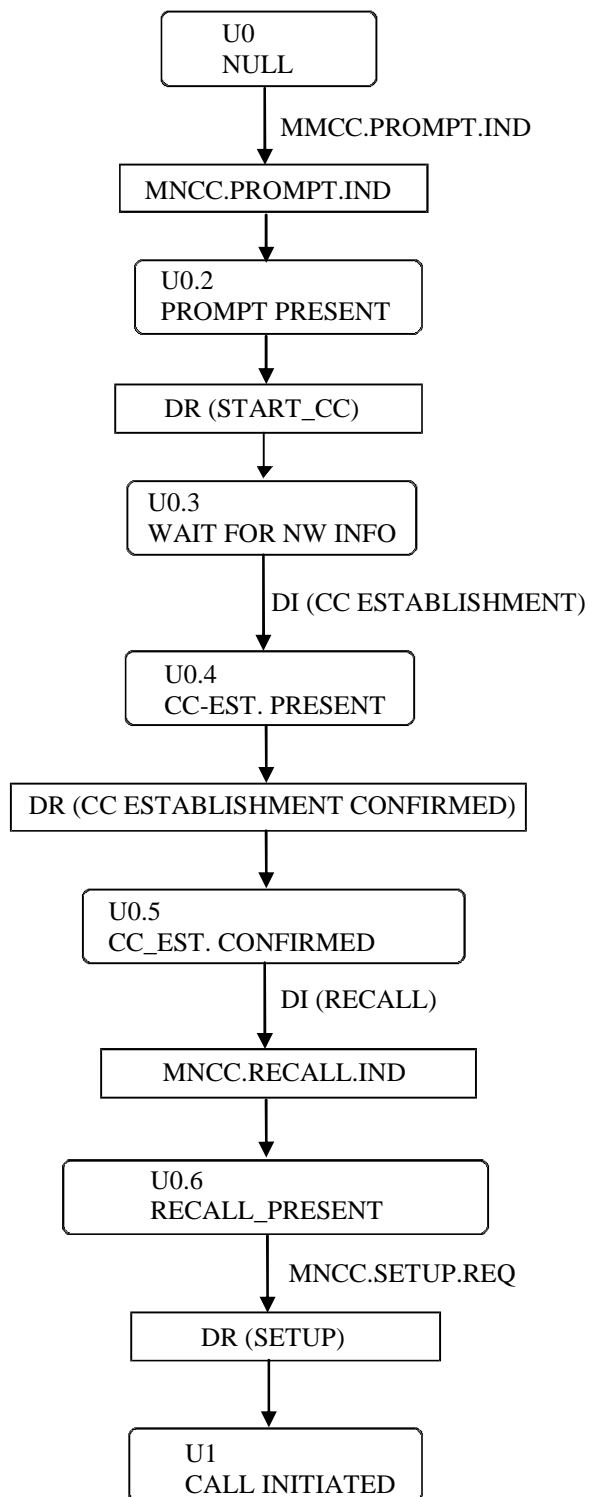 U0
NULL
MMCC.PROMPT.IND
MNCC.PROMPT.IND
U0.2
PROMPT PRESENT
DR (START_CC)
U0.3
WAIT FOR NW INFO
DI (CC ESTABLISHMENT)
U0.4
CC-EST. PRESENT
DR (CC ESTABLISHMENT CONFIRMED)
U0.5
CC_EST. CONFIRMED
DI (RECALL)
MNCC.RECALL.IND
U0.6
RECALL_PRESENT
MNCC.SETUP.REQ
DR (SETUP)
U1
CALL INITIATED